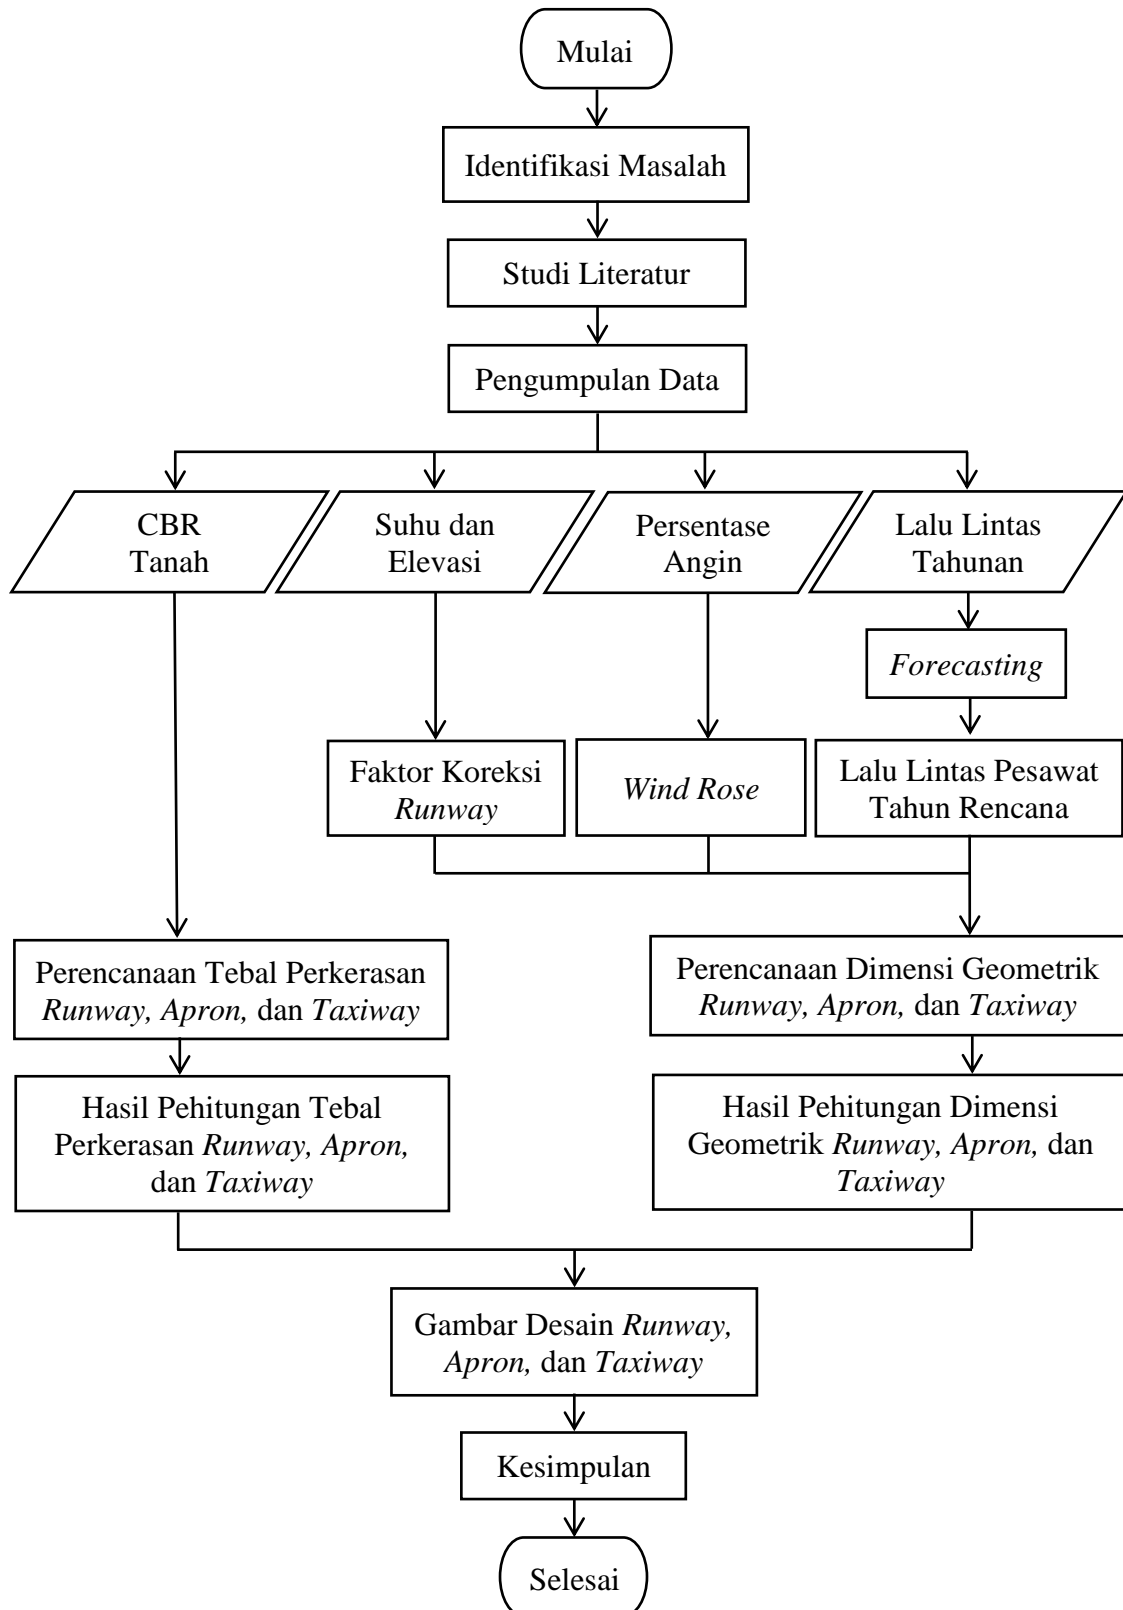 Mulai
Identifikasi Masalah
Studi Literatur
Pengumpulan Data
CBR
Tanah
Suhu dan
Elevasi
Persentase
Angin
Lalu Lintas
Tahunan
Forecasting
Faktor Koreksi
Runway
Wind Rose
Lalu Lintas Pesawat
Tahun Rencana
Perencanaan Tebal Perkerasan
Runway, Apron, dan Taxiway
Perencanaan Dimensi Geometrik
Runway, Apron, dan Taxiway
Hasil Pehitungan Tebal
Perkerasan Runway, Apron,
dan Taxiway
Hasil Pehitungan Dimensi
Geometrik Runway, Apron, dan
Taxiway
Gambar Desain Runway,
Apron, dan Taxiway
Kesimpulan
Selesai